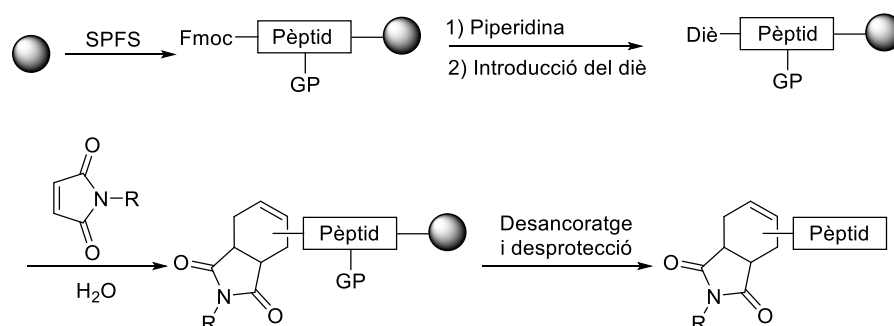 SPFS
Fmoc
Pèptid
GP
1) Piperidina
2) Introducció del diè
Diè
Pèptid
GP
O
N
R
O
H2O
O
N
R
O
Pèptid
GP
Desancoratge
i desprotecció
O
N
R
O
Pèptid